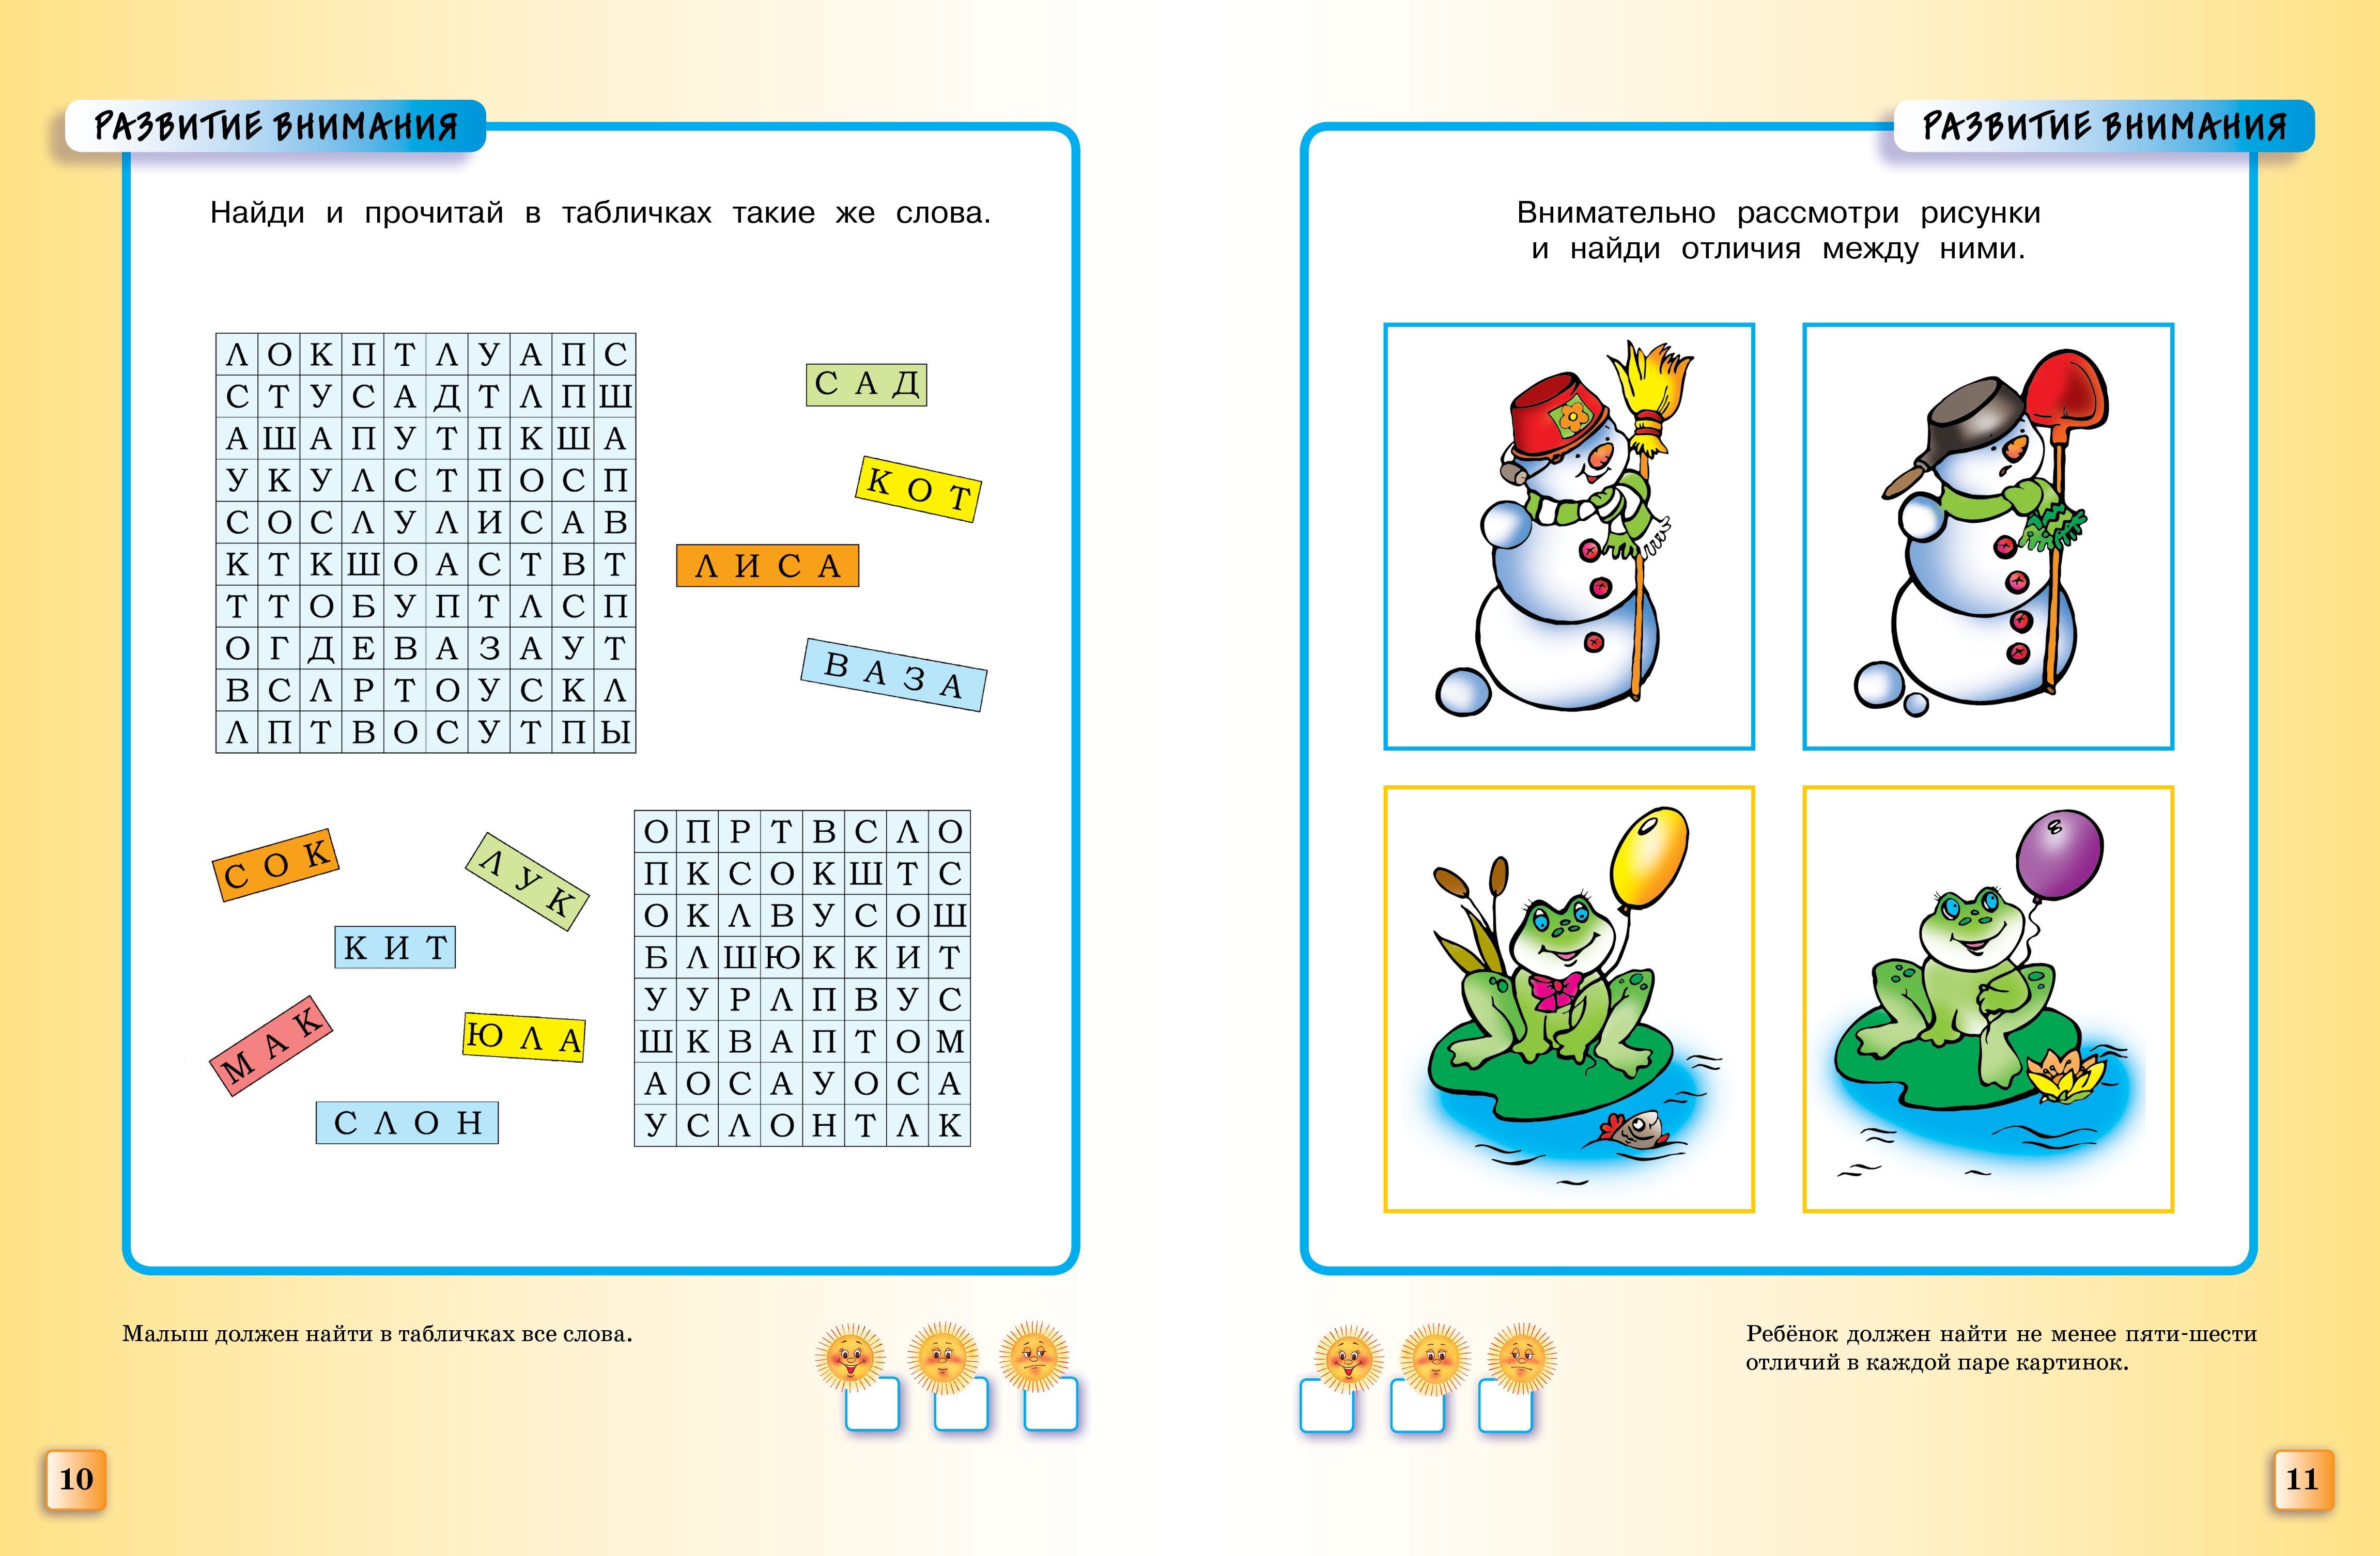 РАЗВИТИЕ ВНИМАНИЯ
Найди и прочитай в табличках такие же слова.
Л О К П Т Л У А П С
С Т У С А Д Т Л П Ш
А Ш А П У Т П К Ш А
У К У Л С Т П О С П
С О С Л У Л И С А В
К Т К Ш О А С Т В Т
Т Т О Б У П Т Л С П
О Г Д Е В А З А У Т
В С Л Р Т О У С К Л
Л П Т В О С У Т П Ы
САД
КОТ
ЛИСА
ВАЗА
СОК
ЛУК
КИТ
МАК
ЮЛА
СЛОН
О П Р Т В С Л О
П К С О К Ш Т С
О К Л В У С О Ш
Б Л Ш Ю К К И Т
У У Р Л П В У С
Ш К В А П Т О М
А О С А У О С А
У С Л О Н Т Л К
Малыш должен найти в табличках все слова.
10
РАЗВИТИЕ ВНИМАНИЯ
Внимательно рассмотри рисунки
и найди отличия между ними.
Ребёнок должен найти не менее пяти-шести
отличий в каждой паре картинок.
11